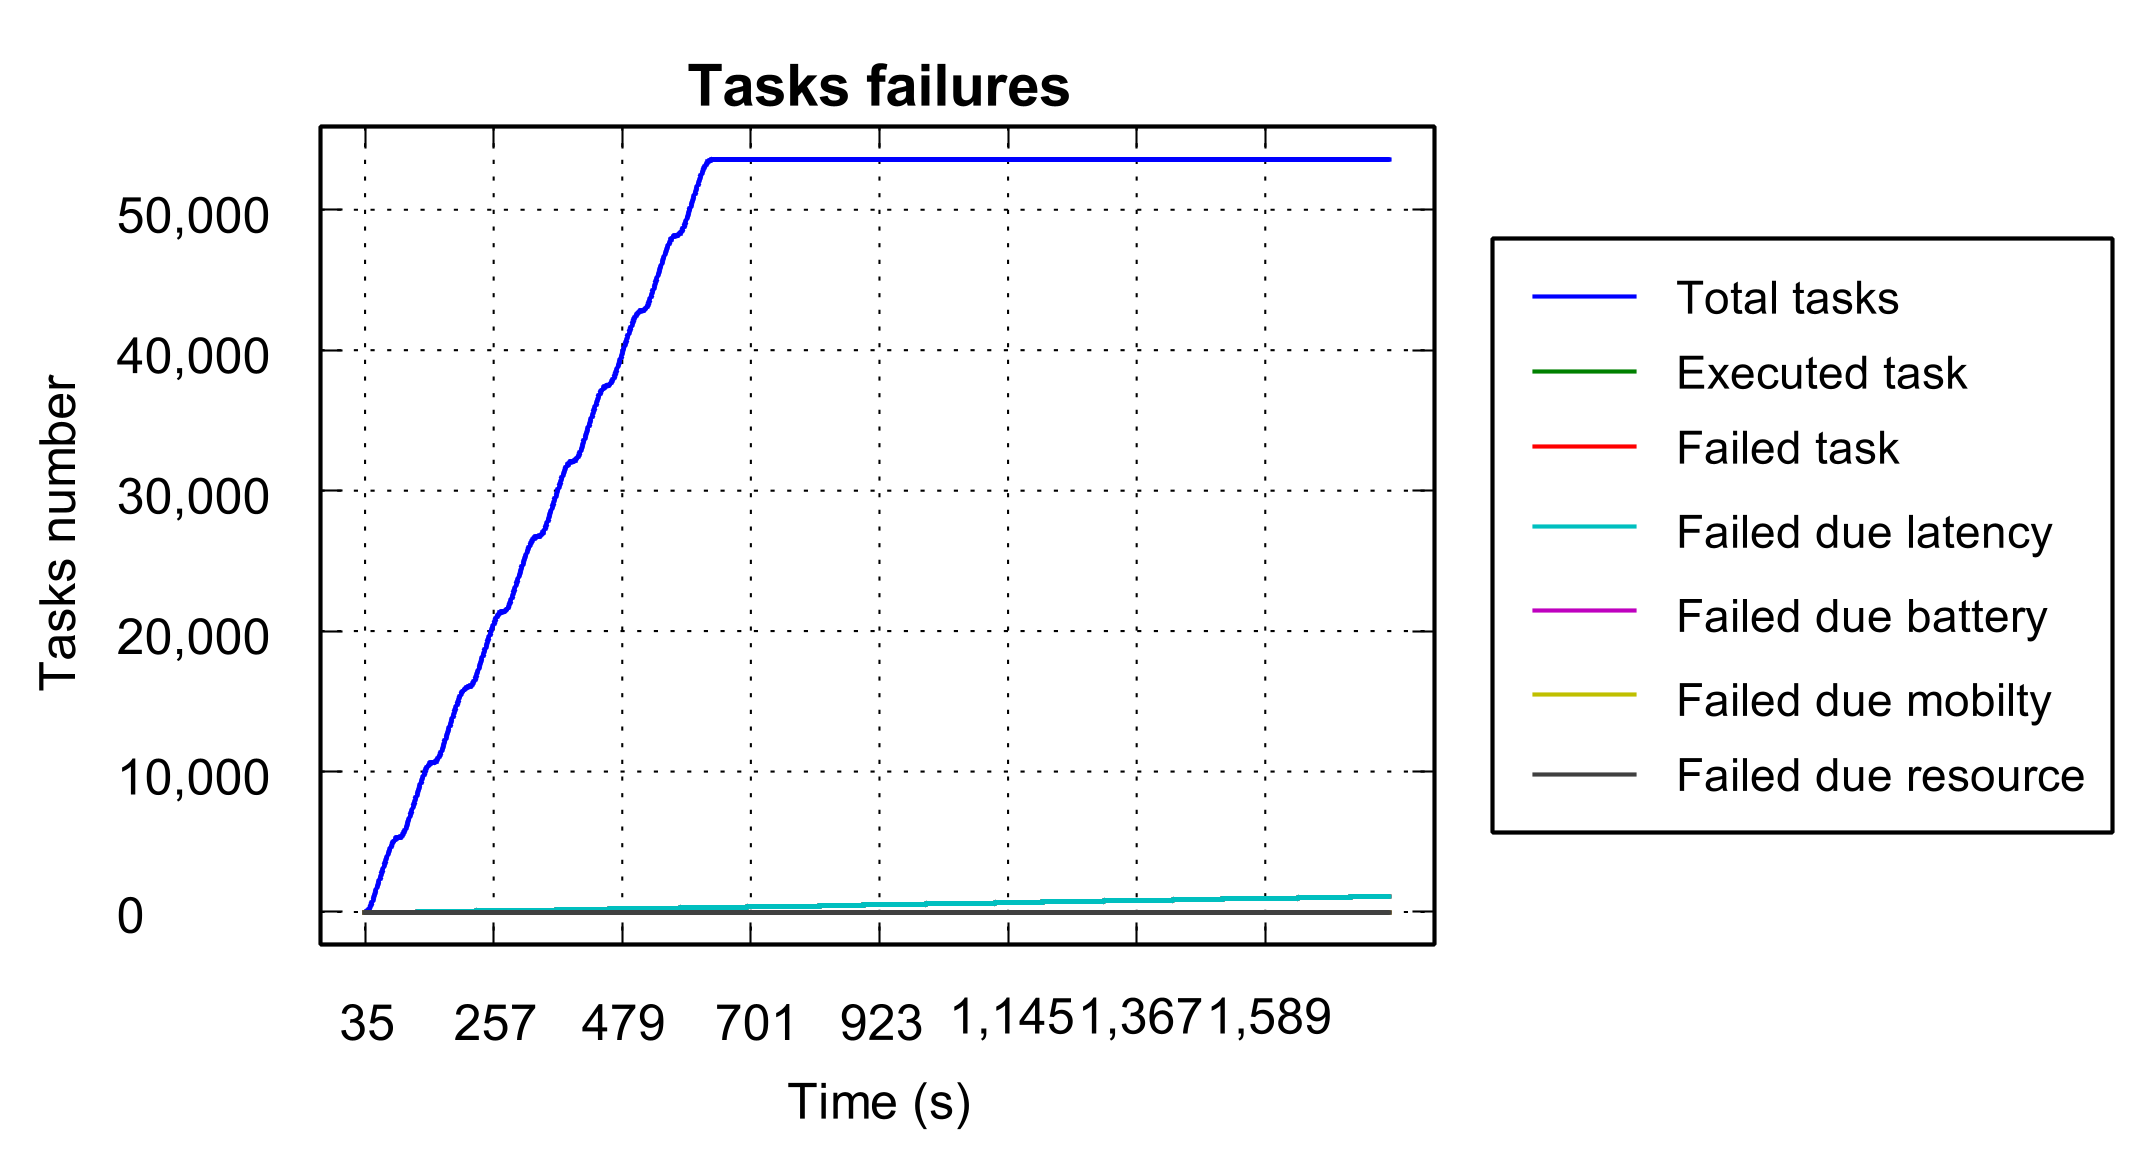 Tasks failures
50,000
40,000
30,000
20,000
10,000
0
Tasks number
35 257 479 701 923 1,145 1,367 1,589
Time (s)
Total tasks
Executed task
Failed task
Failed due latency
Failed due battery
Failed due mobilty
Failed due resource